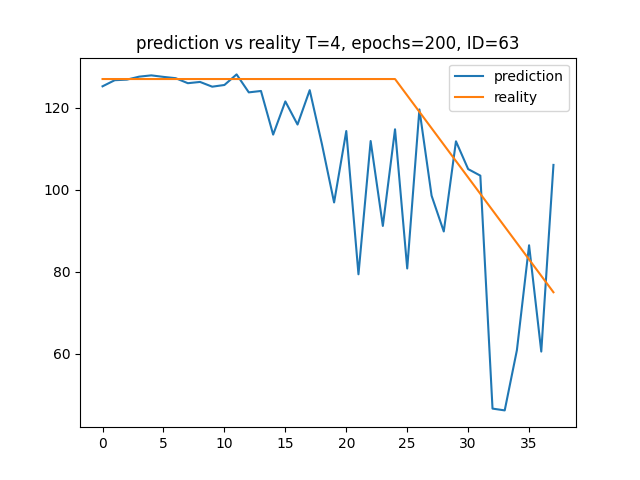 prediction vs reality T=4, epochs=200, ID=63
prediction
reality
120
100
80
60
0 5 10 15 20 25 30 35